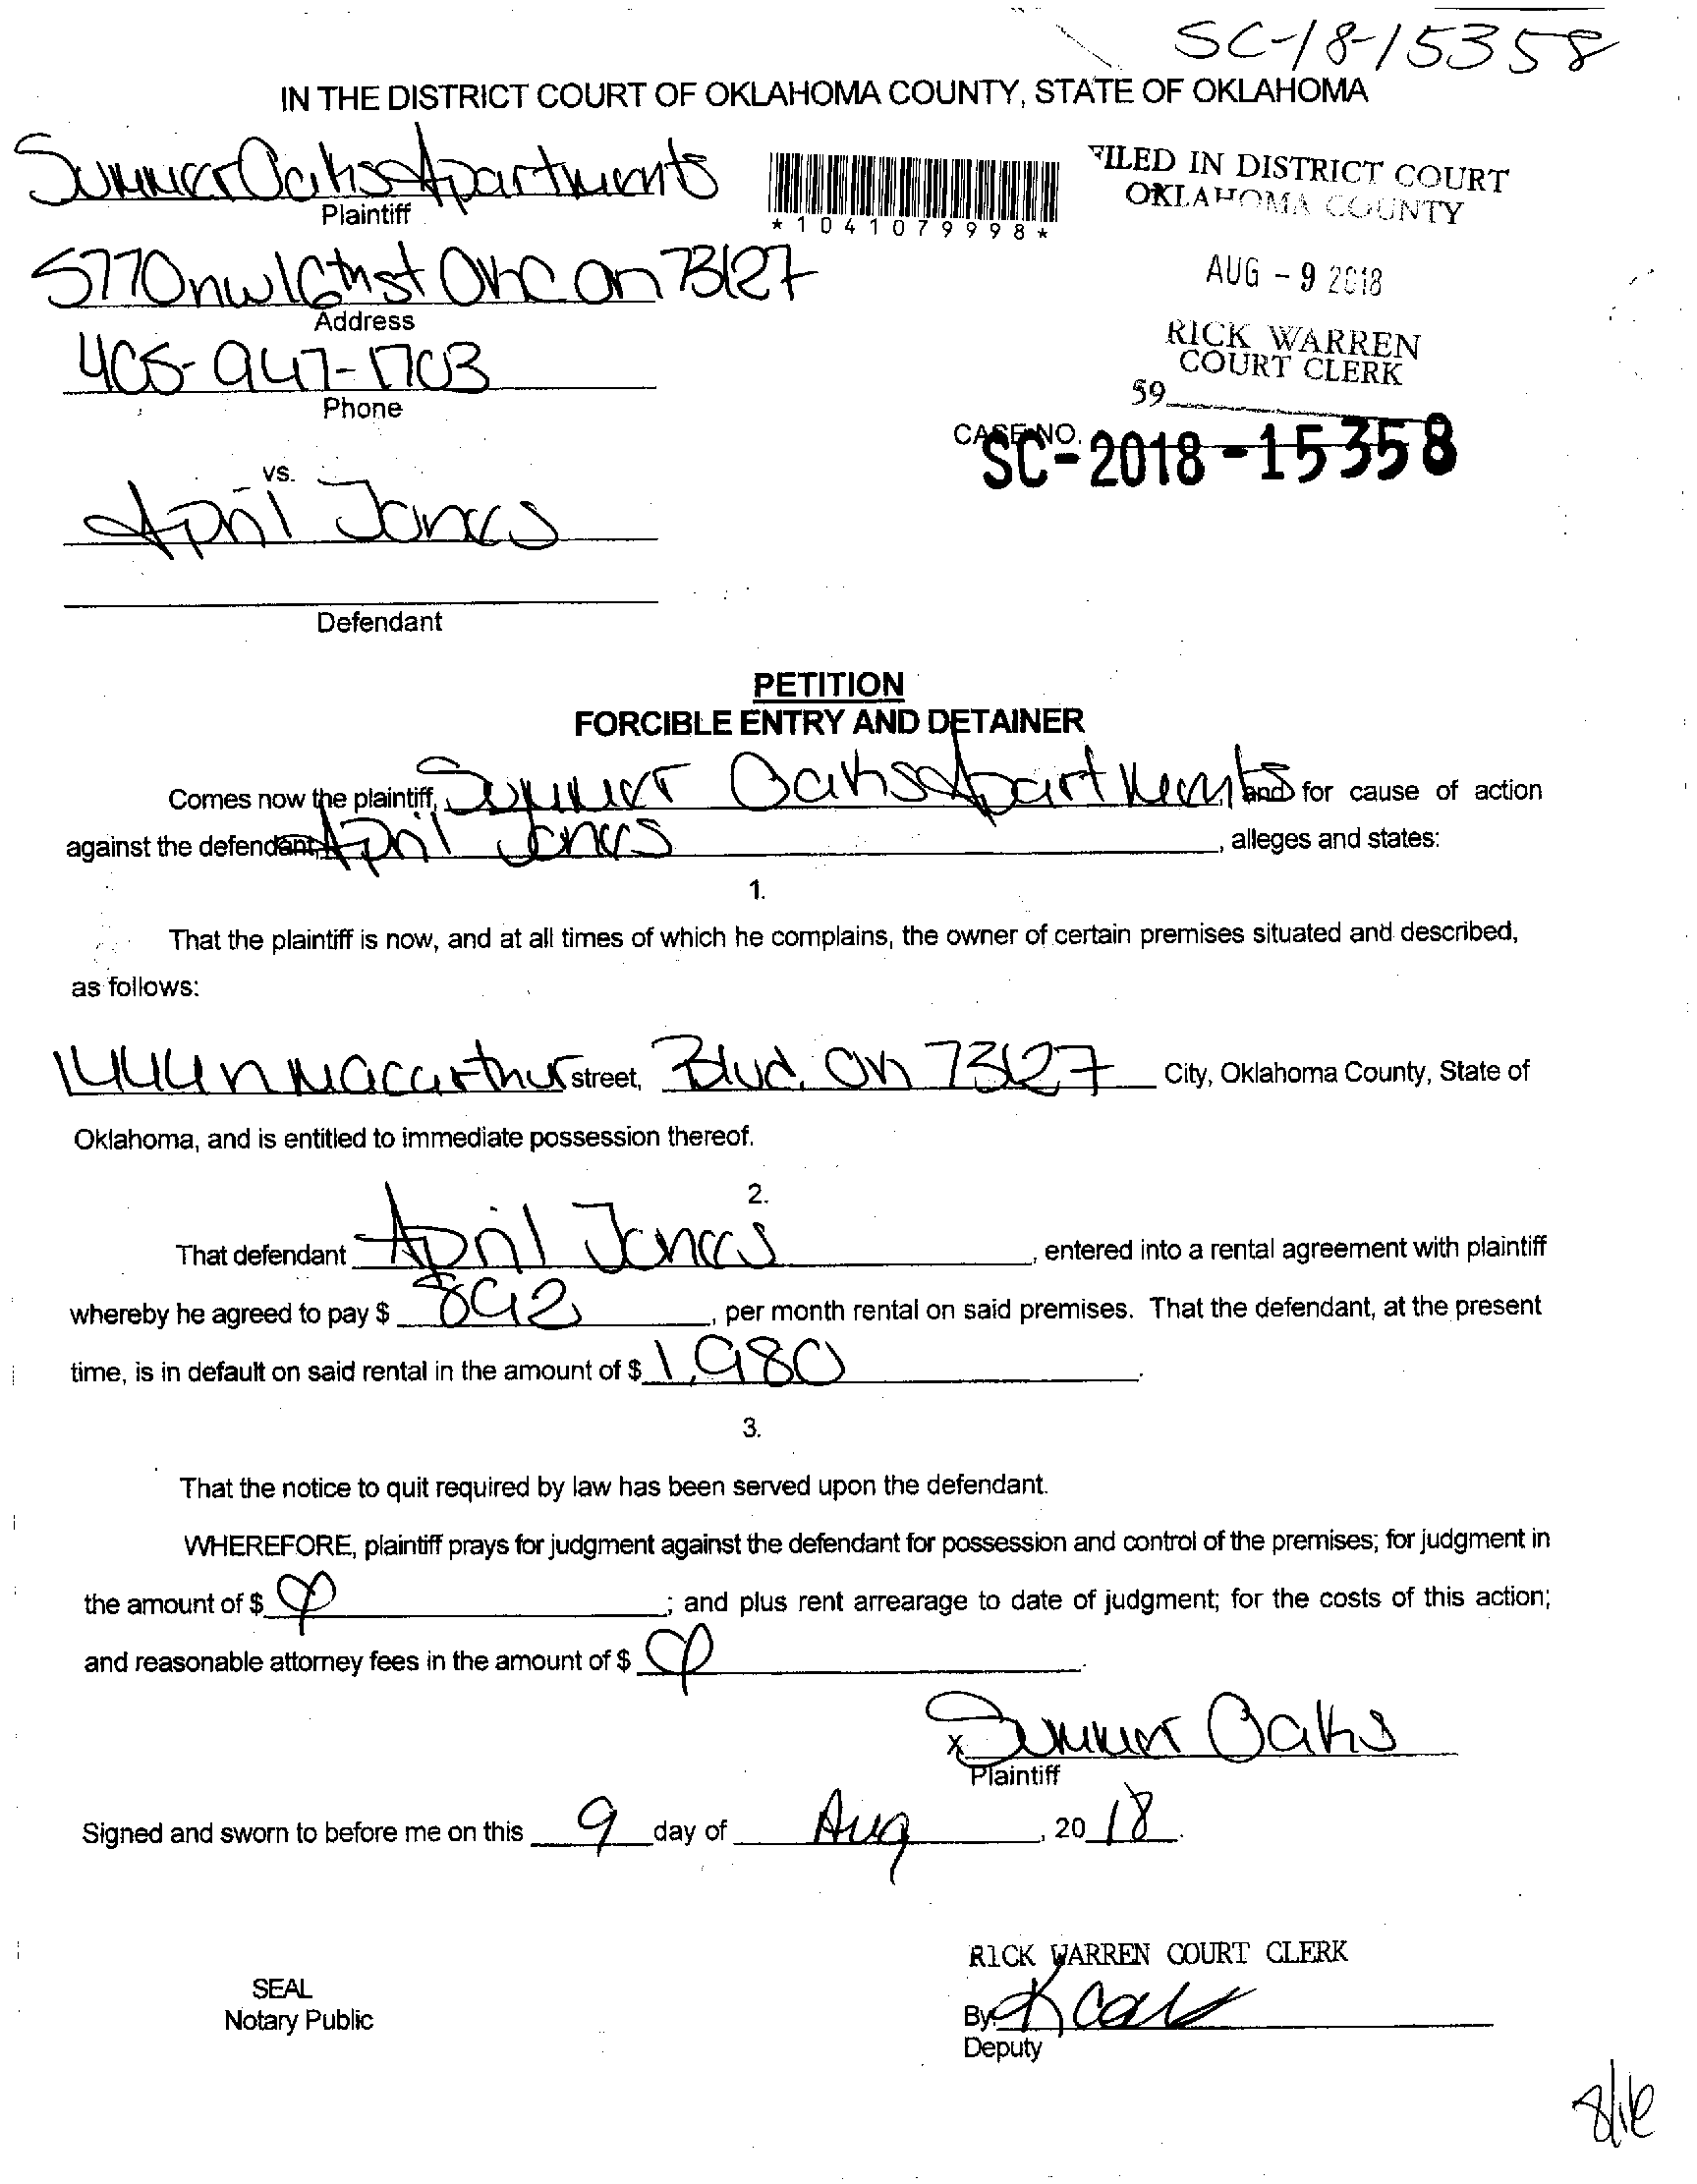 SC-18-15358
IN THE DISTRICT COURT OF OKLAHOMA COUNTY, STATE OF OKLAHOMA
Summer Oaks Apartments
Plaintiff
*1041079998*
FILED IN DISTRICT COURT
OKLAHOMA COUNTY
5770 nw 16th st OKC OK 73127
Address
AUG - 9 2018
405-947-1703
Phone
RICK WARREN
COURT CLERK
59
CASE NO.
SC-2018-15358
vs.
April Jones
Defendant
PETITION
FORCIBLE ENTRY AND DETAINER
Comes now the plaintiff, Summer Oaks Apartments and for cause of action
against the defendant, April Jones, alleges and states:
1.
That the plaintiff is now, and at all times of which he complains, the owner of certain premises situated and described,
as follows:
1444 n Macarthur street, Blvd. OK 73127 City, Oklahoma County, State of
Oklahoma, and is entitled to immediate possession thereof.
2.
That defendant April Jones, entered into a rental agreement with plaintiff
whereby he agreed to pay $ 892, per month rental on said premises. That the defendant, at the present
time, is in default on said rental in the amount of $ 1,980.
3.
That the notice to quit required by law has been served upon the defendant.
WHEREFORE, plaintiff prays for judgment against the defendant for possession and control of the premises; for judgment in
the amount of $ ; and plus rent arrearage to date of judgment; for the costs of this action;
and reasonable attorney fees in the amount of $ .
x Summer Oaks
Plaintiff
Signed and sworn to before me on this 9 day of Aug, 20 18.
RICK WARREN COURT CLERK
SEAL
Notary Public
By:
Deputy
8/16